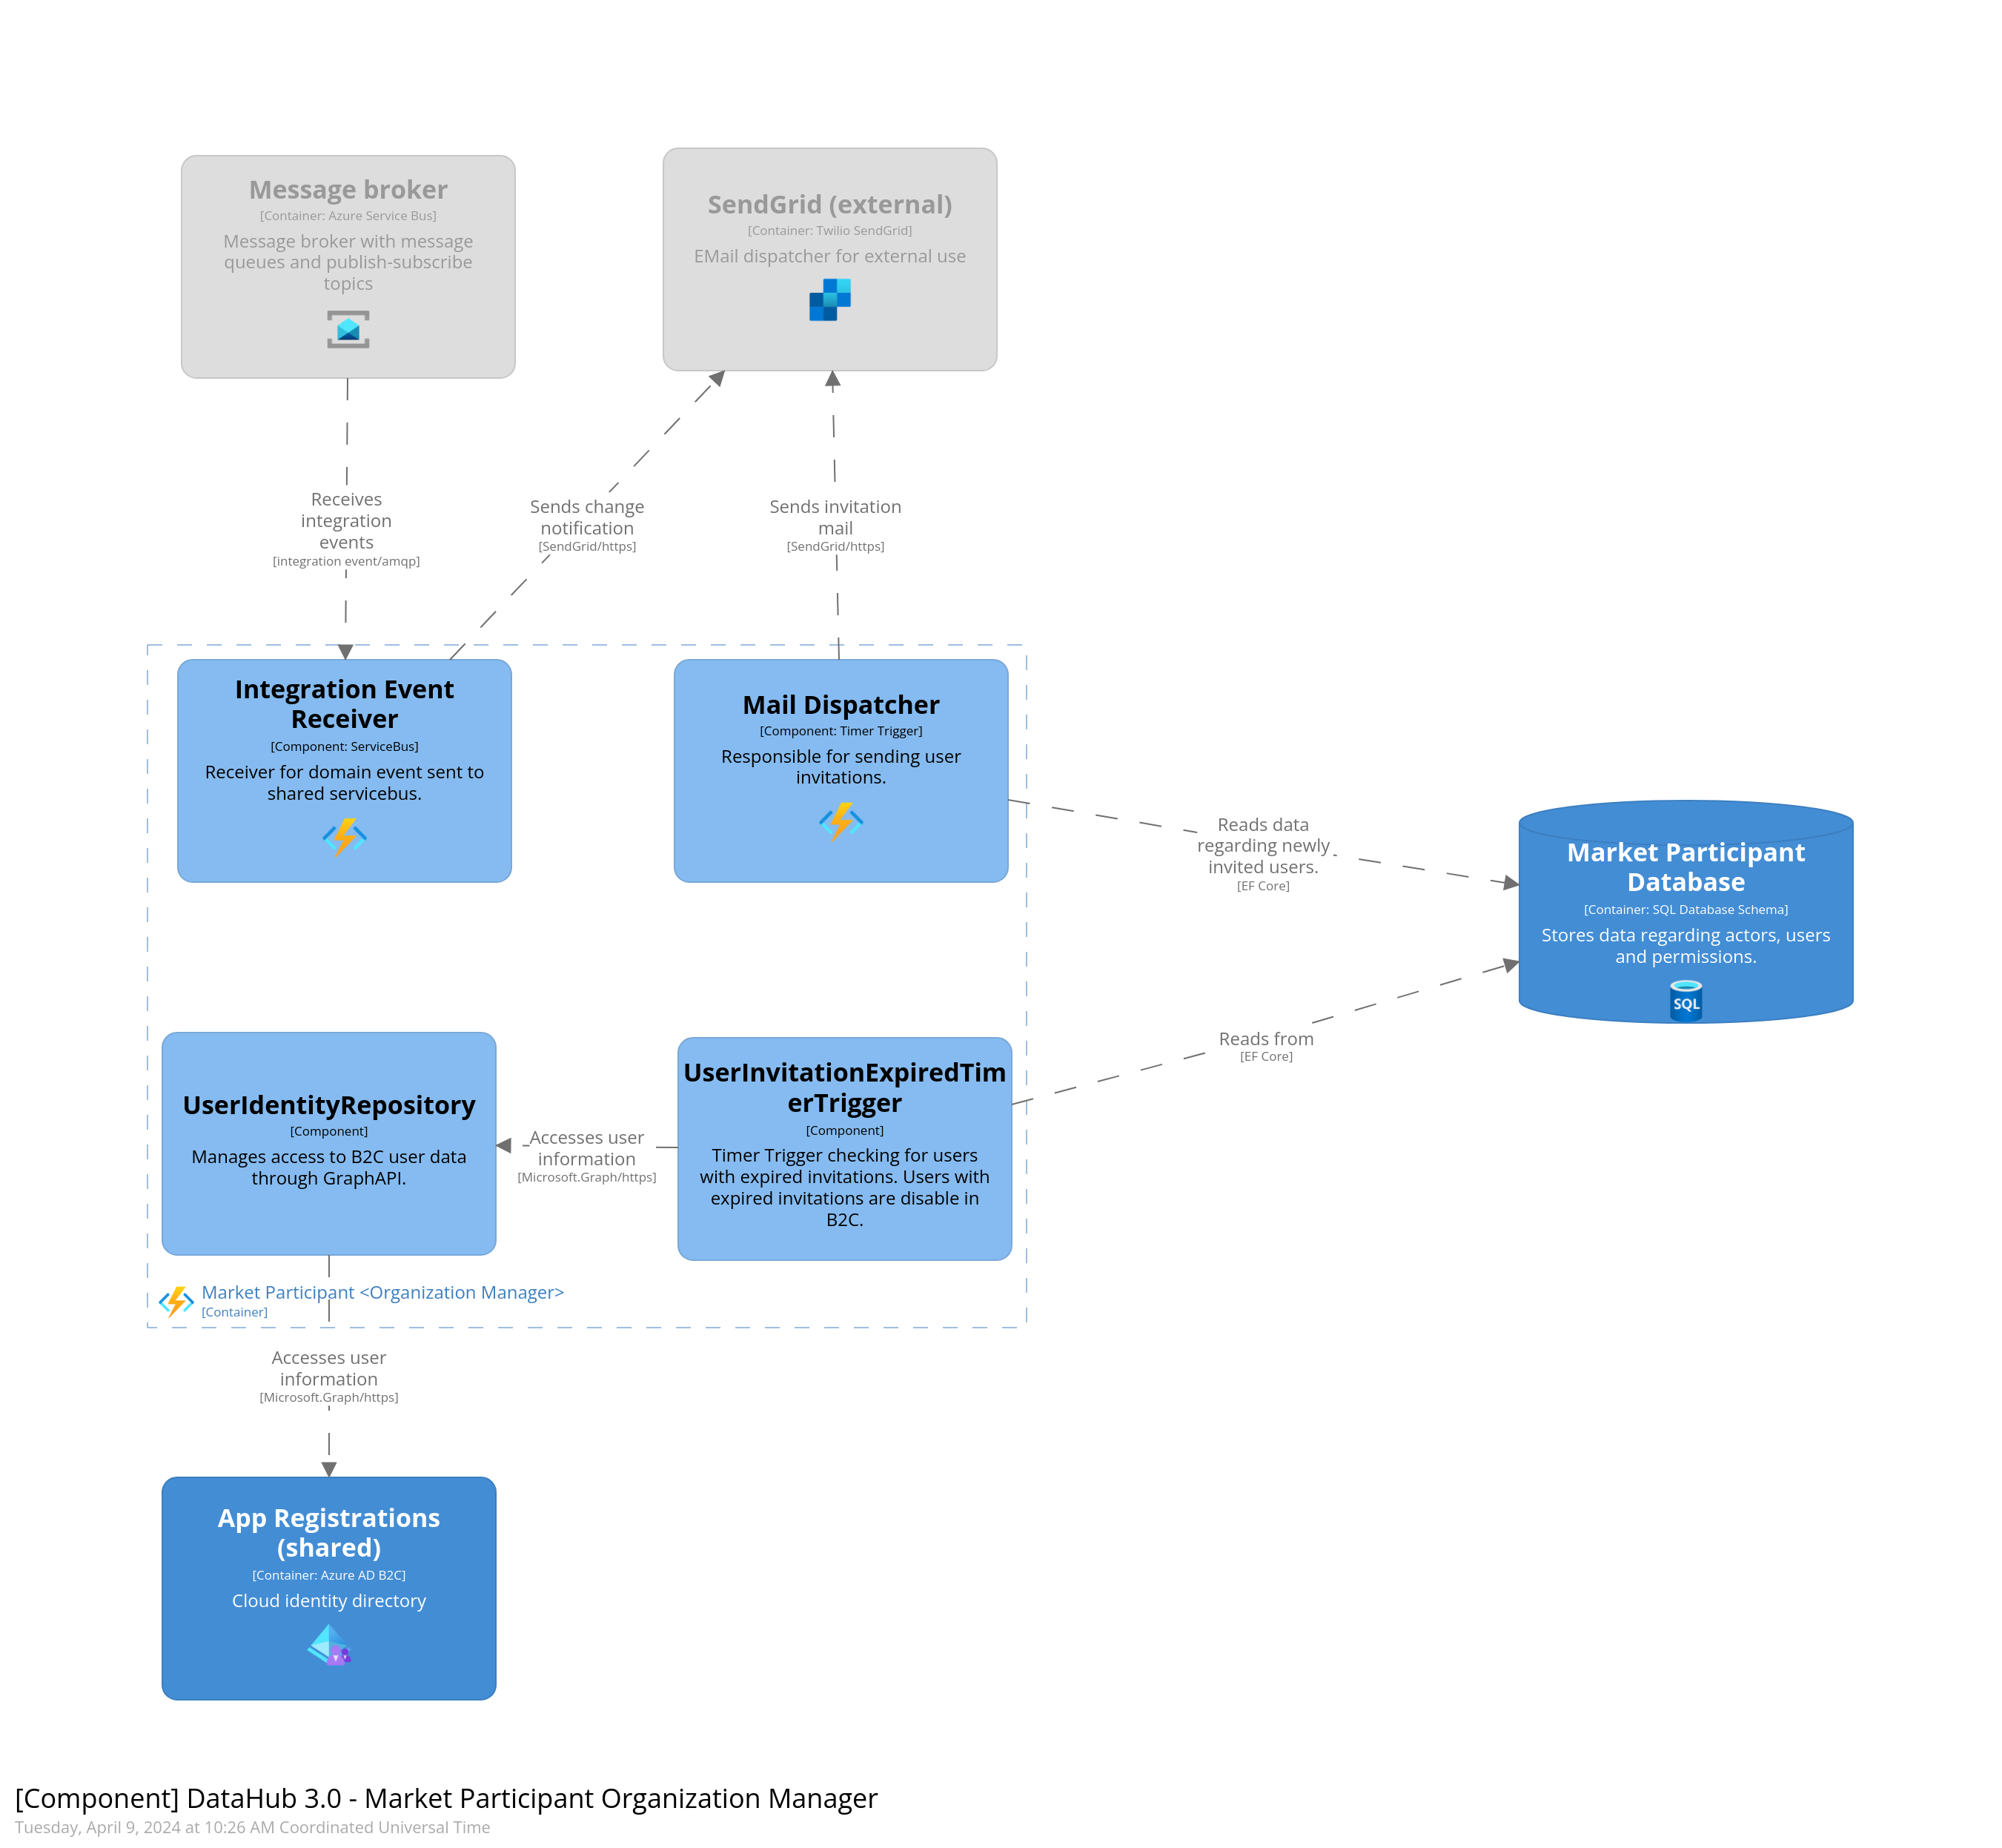 Message broker
[Container: Azure Service Bus]
Message broker with message
queues and publish-subscribe
topics
SendGrid (external)
[Container: Twilio SendGrid]
EMail dispatcher for external use
Receives
integration
events
[integration event/amqp]
Sends change
notification
[SendGrid/https]
Sends invitation
mail
[SendGrid/https]
Integration Event
Receiver
[Component: ServiceBus]
Receiver for domain event sent to
shared servicebus.
Mail Dispatcher
[Component: Timer Trigger]
Responsible for sending user
invitations.
Reads data
regarding newly
invited users.
[EF Core]
Market Participant
Database
[Container: SQL Database Schema]
Stores data regarding actors, users
and permissions.
SQL
Reads from
[EF Core]
UserIdentityRepository
[Component]
Manages access to B2C user data
through GraphAPI.
Accesses user
information
[Microsoft.Graph/https]
UserInvitationExpiredTim
erTrigger
[Component]
Timer Trigger checking for users
with expired invitations. Users with
expired invitations are disable in
B2C.
Market Participant <Organization Manager>
[Container]
Accesses user
information
[Microsoft.Graph/https]
App Registrations
(shared)
[Container: Azure AD B2C]
Cloud identity directory
[Component] DataHub 3.0 - Market Participant Organization Manager
Tuesday, April 9, 2024 at 10:26 AM Coordinated Universal Time